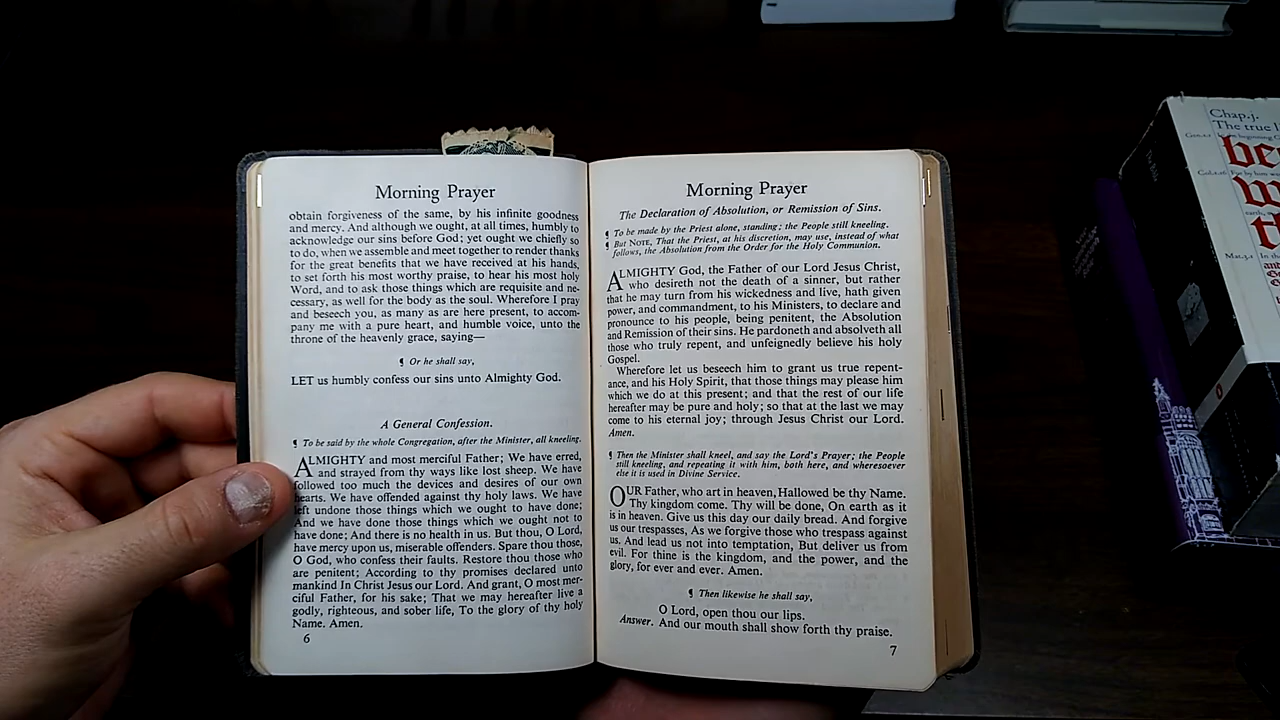 Morning Prayer
obtain forgiveness of the same, by his infinite goodness
and mercy. And although we ought, at all times, humbly to
acknowledge our sins before God; yet ought we chiefly so
to do, when we assemble and meet together to render thanks
for the great benefits that we have received at his hands,
to set forth his most worthy praise, to hear his most holy
Word, and to ask those things which are requisite and ne-
cessary, as well for the body as the soul. Wherefore I pray
and beseech you, as many as are here present, to accom-
pany me with a pure heart, and humble voice, unto the
throne of the heavenly grace, saying—
¶ Or he shall say,
LET us humbly confess our sins unto Almighty God.
A General Confession.
¶ To be said by the whole Congregation, after the Minister, all kneeling.
ALMIGHTY and most merciful Father; We have erred,
and strayed from thy ways like lost sheep. We have
followed too much the devices and desires of our own
hearts. We have offended against thy holy laws. We have
left undone those things which we ought to have done;
And we have done those things which we ought not to
have done; And there is no health in us. But thou, O Lord,
have mercy upon us, miserable offenders. Spare thou those,
O God, who confess their faults. Restore thou those who
are penitent; According to thy promises declared unto
mankind In Christ Jesus our Lord. And grant, O most mer-
ciful Father, for his sake; That we may hereafter live a
godly, righteous, and sober life, To the glory of thy holy
Name. Amen.
6
Morning Prayer
The Declaration of Absolution, or Remission of Sins.
¶ To be made by the Priest alone, standing; the People still kneeling.
¶ But NOTE, That the Priest, at his discretion, may use, instead of what
follows, the Absolution from the Order for the Holy Communion.
ALMIGHTY God, the Father of our Lord Jesus Christ,
who desireth not the death of a sinner, but rather
that he may turn from his wickedness and live, hath given
power, and commandment, to his Ministers, to declare and
pronounce to his people, being penitent, the Absolution
and Remission of their sins. He pardoneth and absolveth all
those who truly repent, and unfeignedly believe his holy
Gospel.
Wherefore let us beseech him to grant us true repent-
ance, and his Holy Spirit, that those things may please him
which we do at this present; and that the rest of our life
hereafter may be pure and holy; so that at the last we may
come to his eternal joy; through Jesus Christ our Lord.
Amen.
¶ Then the Minister shall kneel, and say the Lord's Prayer; the People
still kneeling, and repeating it with him, both here, and wheresoever
else it is used in Divine Service.
OUR Father, who art in heaven, Hallowed be thy Name.
Thy kingdom come. Thy will be done, On earth as it
is in heaven. Give us this day our daily bread. And forgive
us our trespasses, As we forgive those who trespass against
us. And lead us not into temptation, But deliver us from
evil. For thine is the kingdom, and the power, and the
glory, for ever and ever. Amen.
¶ Then likewise he shall say,
O Lord, open thou our lips.
Answer. And our mouth shall show forth thy praise.
7
Chap.j.
The true